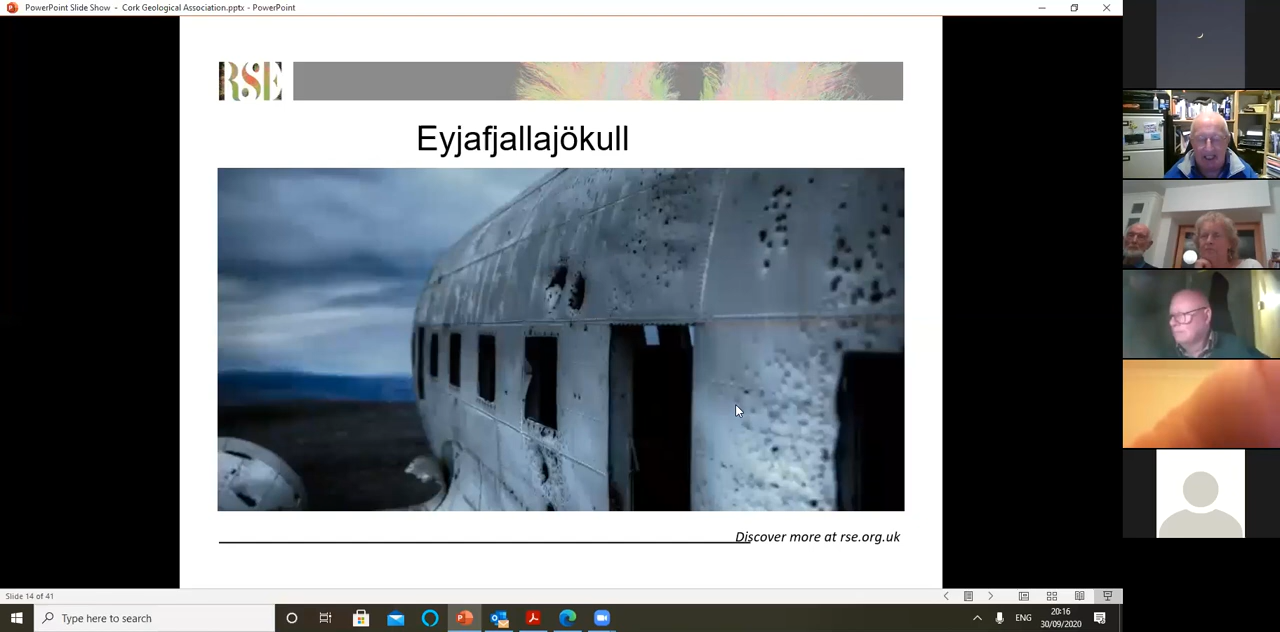 PowerPoint Slide Show - Cork Geological Association.pptx - PowerPoint
RSE
Eyjafjallajökull
Discover more at rse.org.uk
Slide 14 of 41
Type here to search
ENG
20:16
30/09/2020